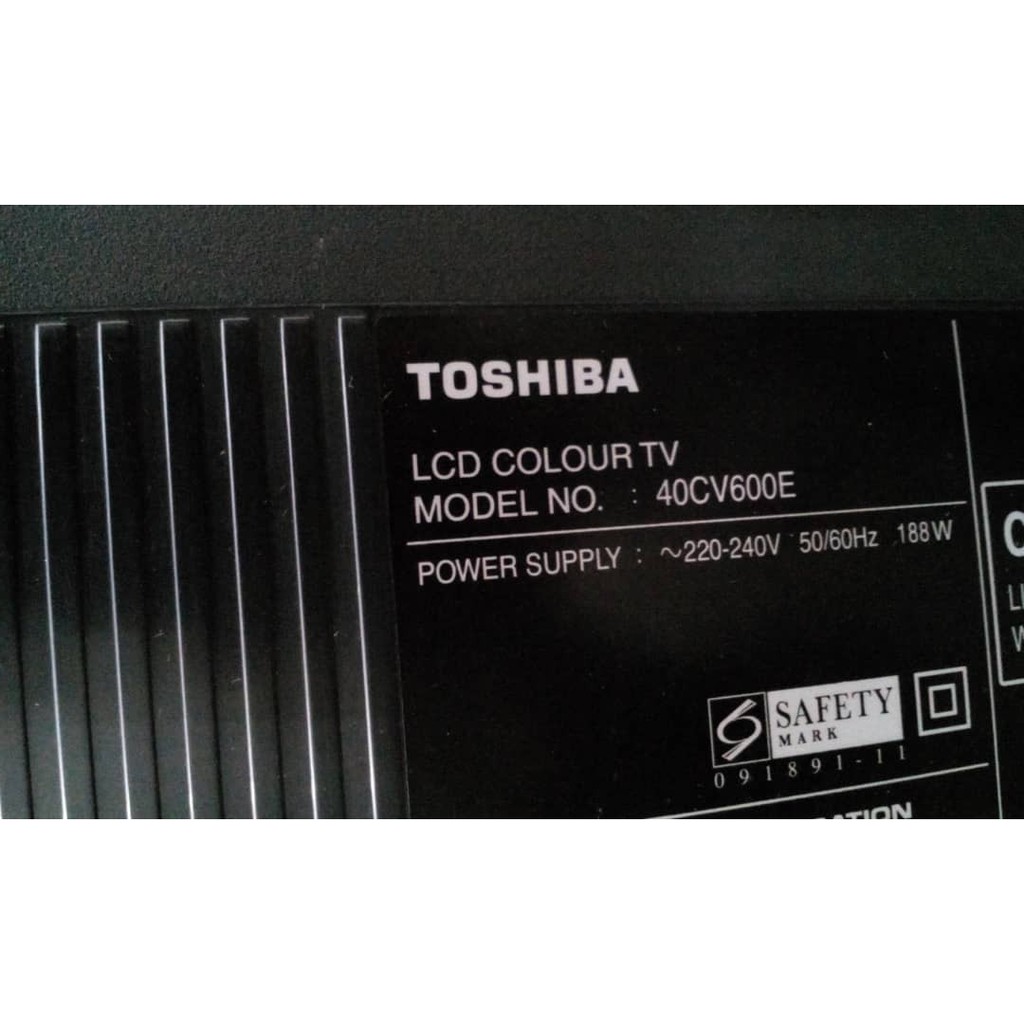 TOSHIBA
LCD COLOUR TV
MODEL NO. : 40CV600E
POWER SUPPLY : ~220-240V 50/60Hz 188W
SAFETY
MARK
091891-11